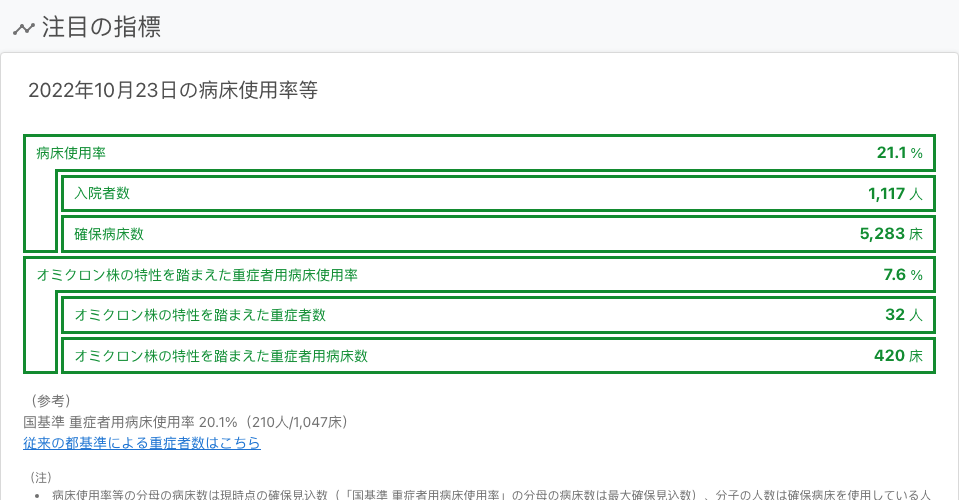 注目の指標
2022年10月23日の病床使用率等
病床使用率 21.1 %
入院者数 1,117 人
確保病床数 5,283 床
オミクロン株の特性を踏まえた重症者用病床使用率 7.6 %
オミクロン株の特性を踏まえた重症者数 32 人
オミクロン株の特性を踏まえた重症者用病床数 420 床
（参考）
国基準 重症者用病床使用率 20.1%（210人/1,047床）
従来の都基準による重症者数はこちら
（注）
• 病床使用率等の分母の病床数は現時点の確保見込数（「国基準 重症者用病床使用率」の分母の病床数は最大確保見込数）、分子の人数は確保病床を使用している人